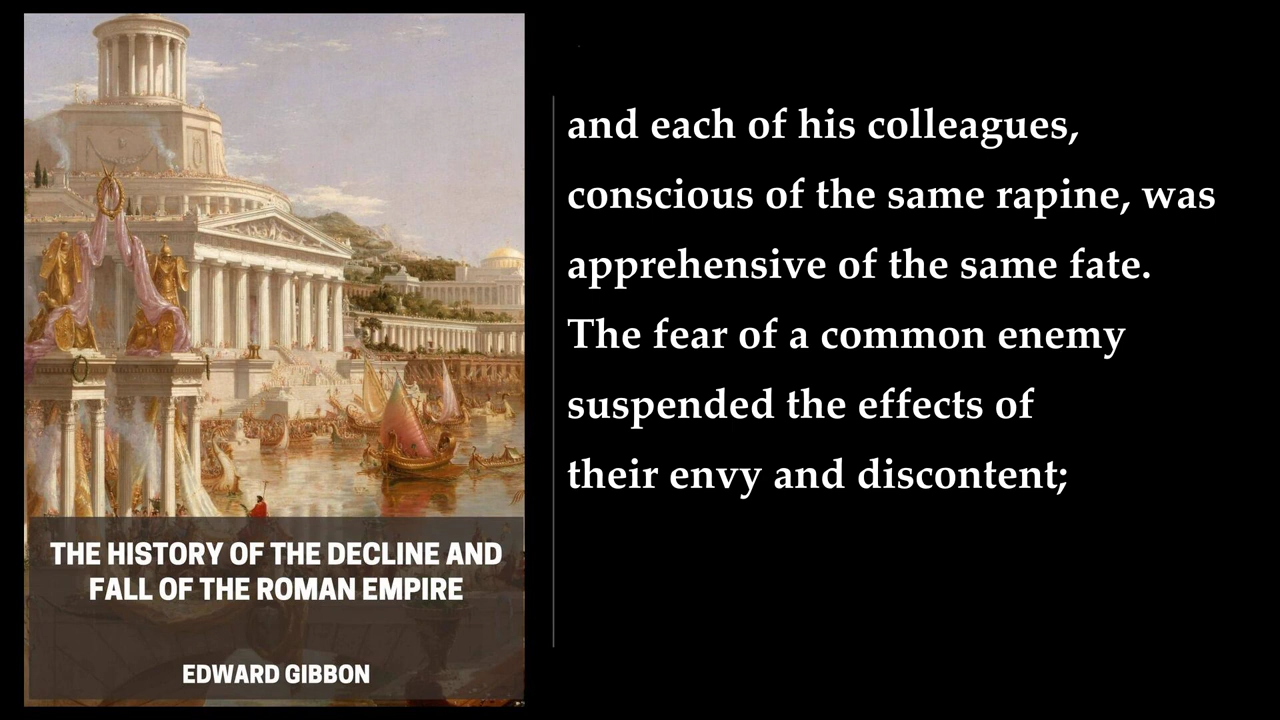 THE HISTORY OF THE DECLINE AND
FALL OF THE ROMAN EMPIRE
EDWARD GIBBON
and each of his colleagues,
conscious of the same rapine, was
apprehensive of the same fate.
The fear of a common enemy
suspended the effects of
their envy and discontent;